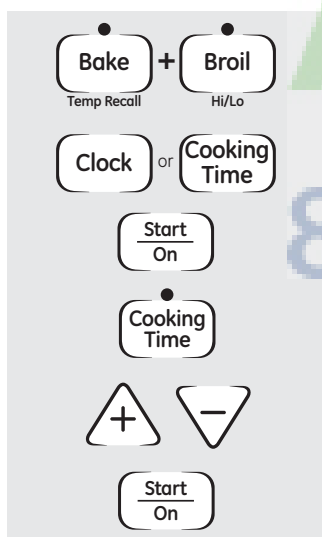 Bake + Broil
Temp Recall Hi/Lo
Clock or Cooking Time
Start
On
Cooking
Time
+ −
Start
On